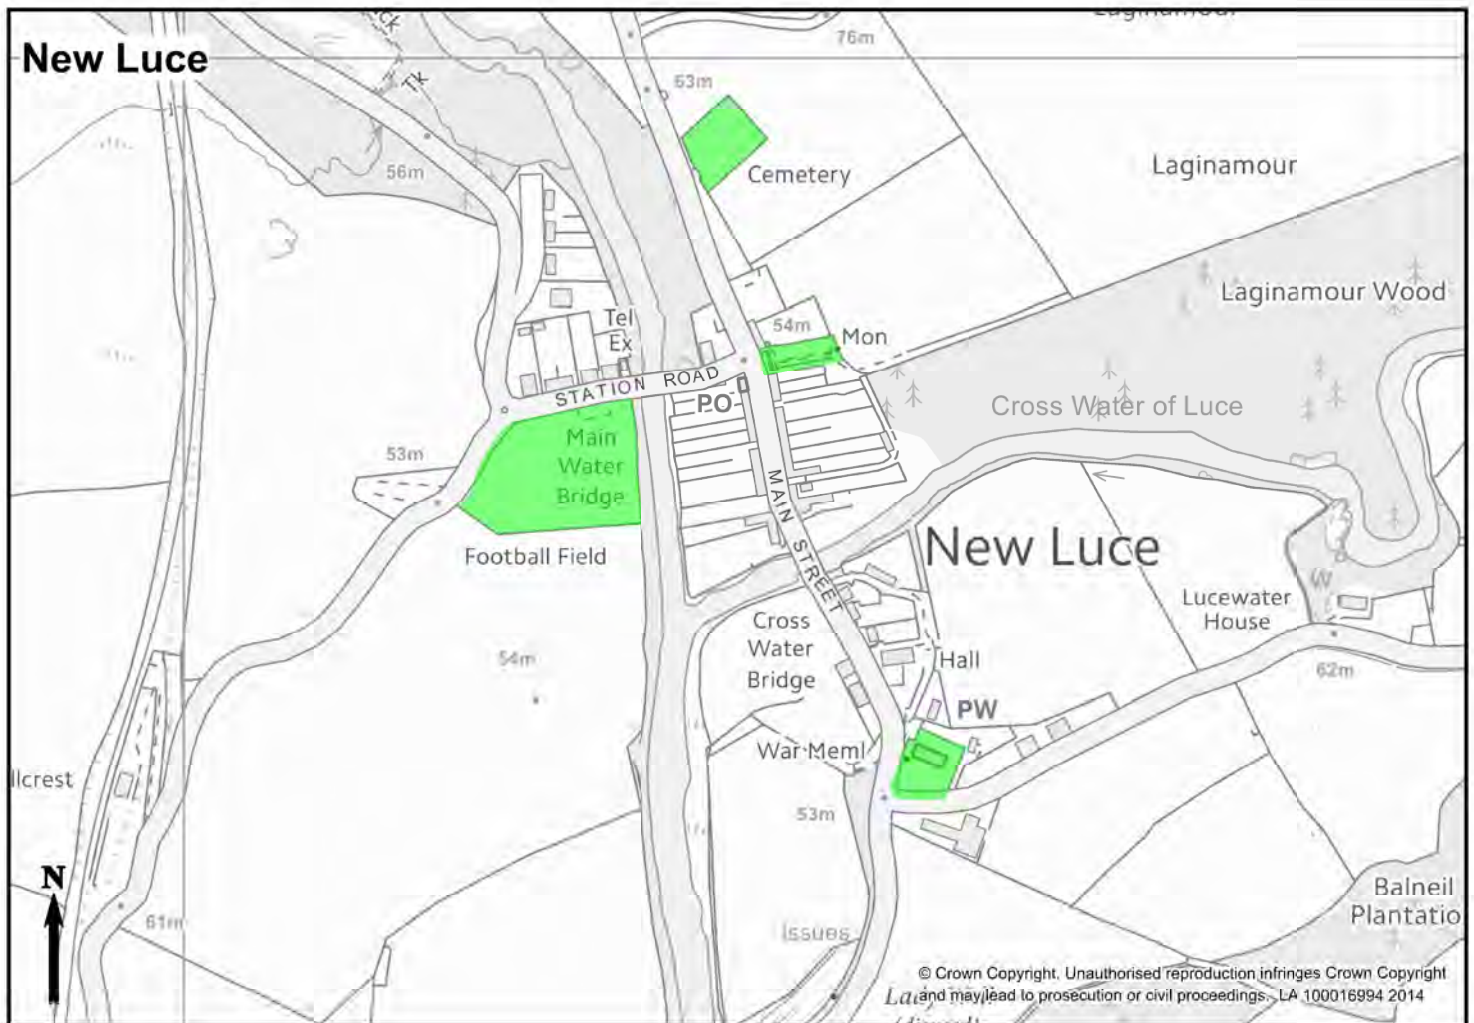 New Luce
76m
63m
Tk
56m
Cemetery
Laginamour
Laginamour Wood
Tel
Ex
54m
Mon
STATION ROAD
PO
Cross Water of Luce
53m
Main
Water
Bridge
MAIN STREET
Football Field
New Luce
Lucewater
House
W
Cross
Water
Bridge
Hall
54m
62m
PW
War Meml
llcrest
53m
N
61m
Issues
Balneil
Plantatio
© Crown Copyright. Unauthorised reproduction infringes Crown Copyright
and may lead to prosecution or civil proceedings. LA 100016994 2014